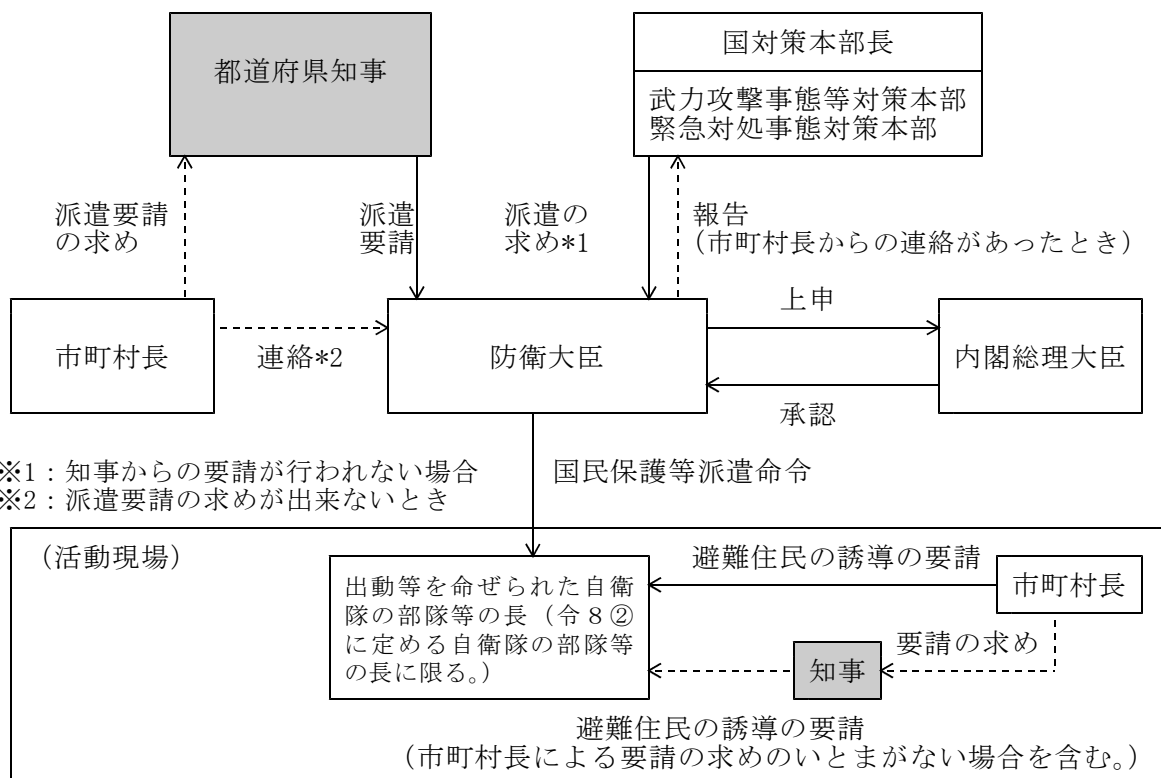 都道府県知事
国対策本部長
武力攻撃事態等対策本部
緊急対処事態対策本部
派遣要請
の求め
派遣
要請
派遣の
求め*1
報告
(市町村長からの連絡があったとき)
市町村長
連絡*2
防衛大臣
上申
承認
内閣総理大臣
※1：知事からの要請が行われない場合
※2：派遣要請の求めが出来ないとき
国民保護等派遣命令
(活動現場)
出動等を命ぜられた自衛
隊の部隊等の長(令8②
に定める自衛隊の部隊等
の長に限る。)
避難住民の誘導の要請
市町村長
要請の求め
知事
避難住民の誘導の要請
(市町村長による要請の求めのいとまがない場合を含む。)